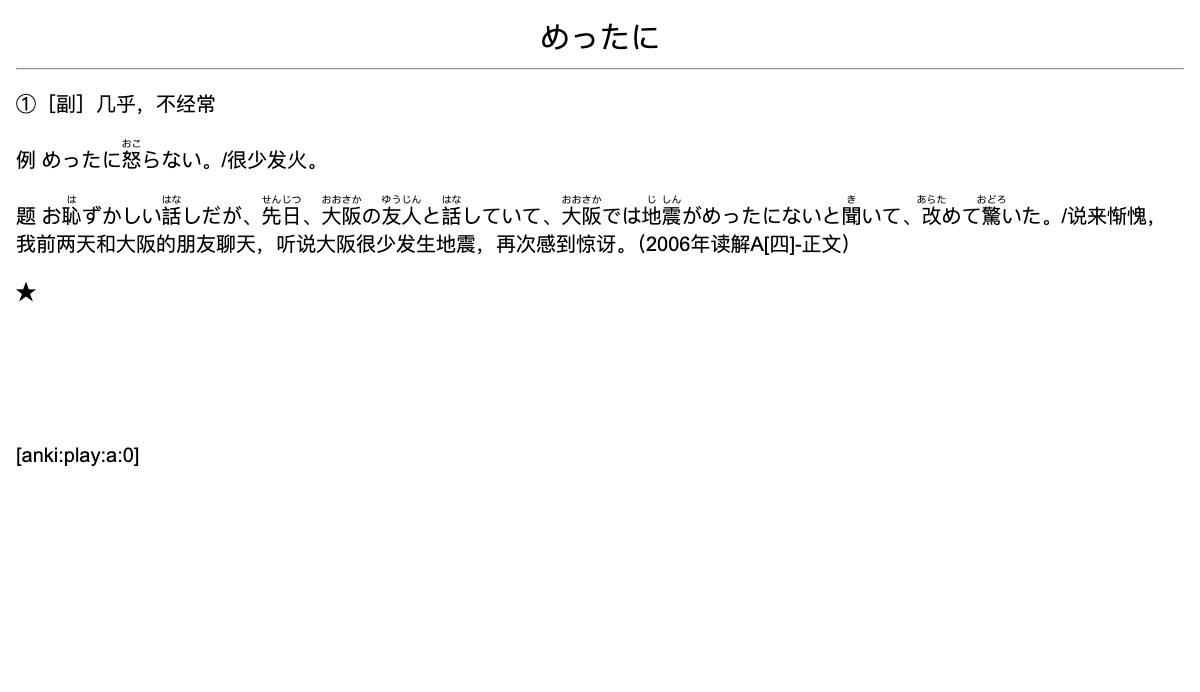 めったに
①［副］几乎，不经常
例 めったに怒らない。/很少发火。
题 お恥ずかしい話しだが、先日、大阪の友人と話していて、大阪では地震がめったにないと聞いて、改めて驚いた。/说来惭愧，
我前两天和大阪的朋友聊天，听说大阪很少发生地震，再次感到惊讶。（2006年读解A[四]-正文）
★
[anki:play:a:0]